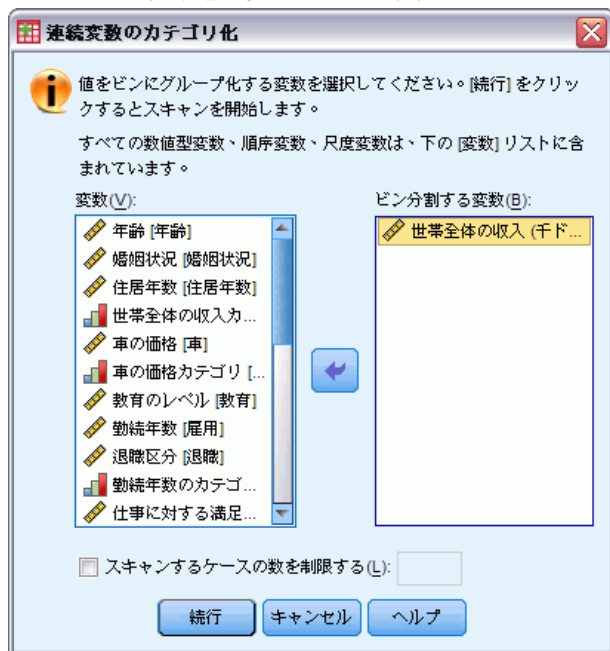 連続変数のカテゴリ化
値をビンにグループ化する変数を選択してください。[続行] をクリッ
クするとスキャンを開始します。
すべての数値型変数、順序変数、尺度変数は、下の [変数] リストに含
まれています。
変数(V):
年齢 [年齢]
婚姻状況 [婚姻状況]
住居年数 [住居年数]
世帯全体の収入カ...
車の価格 [車]
車の価格カテゴリ [...
教育のレベル [教育]
勤続年数 [雇用]
退職区分 [退職]
勤続年数のカテゴ...
仕事に対する満足...
ビン分割する変数(B):
世帯全体の収入 (千ド...
スキャンするケースの数を制限する(L):
続行 キャンセル ヘルプ